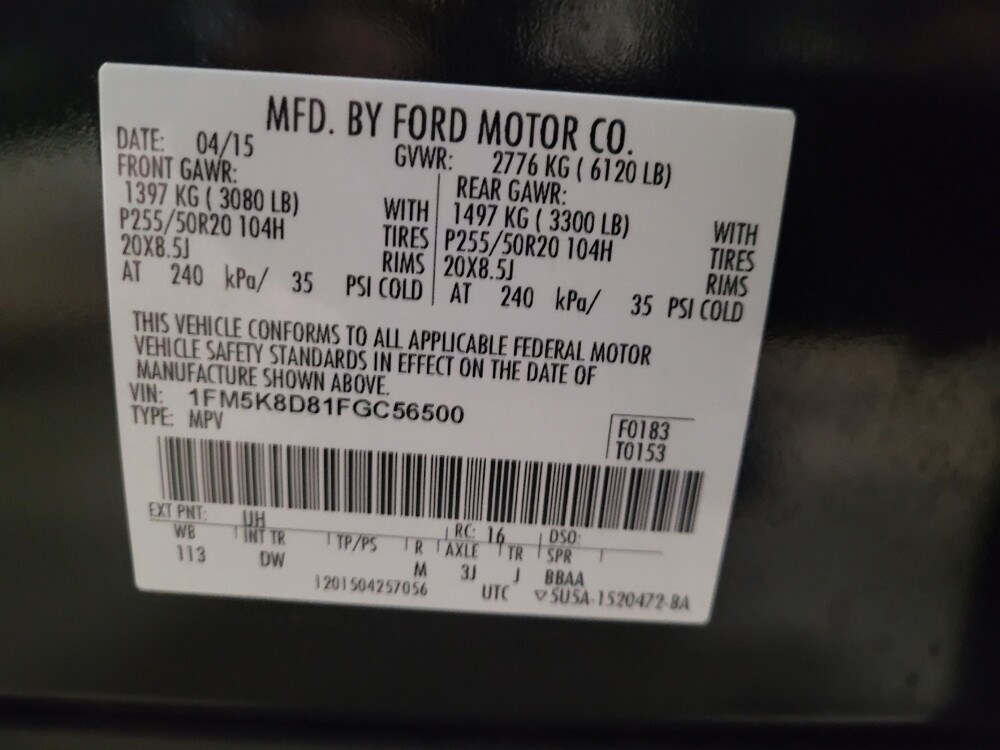 MFD. BY FORD MOTOR CO.
DATE: 04/15 GVWR: 2776 KG ( 6120 LB)
FRONT GAWR: REAR GAWR:
1397 KG ( 3080 LB) WITH 1497 KG ( 3300 LB) WITH
P255/50R20 104H TIRES P255/50R20 104H TIRES
20X8.5J RIMS 20X8.5J RIMS
AT 240 kPa/ 35 PSI COLD AT 240 kPa/ 35 PSI COLD
THIS VEHICLE CONFORMS TO ALL APPLICABLE FEDERAL MOTOR
VEHICLE SAFETY STANDARDS IN EFFECT ON THE DATE OF
MANUFACTURE SHOWN ABOVE.
VIN: 1FM5K8D81FGC56500
TYPE: MPV
F0183
T0153
EXT PNT: UH RC: 16 DSO:
WB INT TR TP/PS R AXLE TR SPR
113 DW M 3J J BBAA
1201504257056 UTC ▽5U5A-1520472-BA